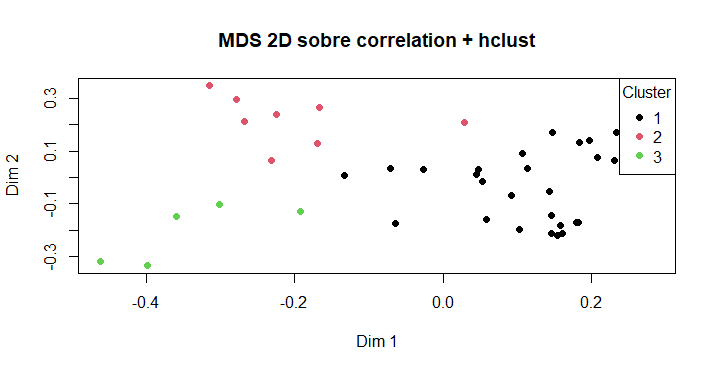 MDS 2D sobre correlation + hclust
Cluster
1
2
3
0.3
0.1
-0.1
-0.3
Dim 2
-0.4
-0.2
0.0
0.2
Dim 1